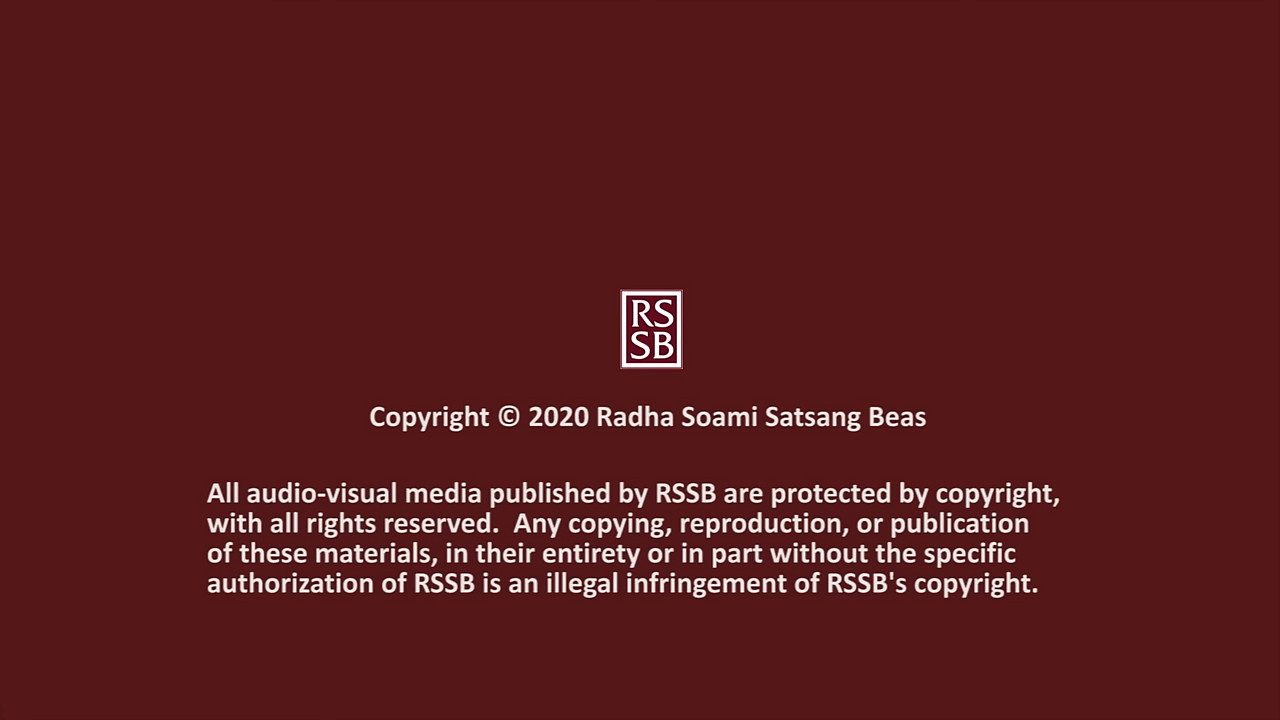 RS
SB
Copyright © 2020 Radha Soami Satsang Beas
All audio-visual media published by RSSB are protected by copyright,
with all rights reserved.  Any copying, reproduction, or publication
of these materials, in their entirety or in part without the specific
authorization of RSSB is an illegal infringement of RSSB's copyright.